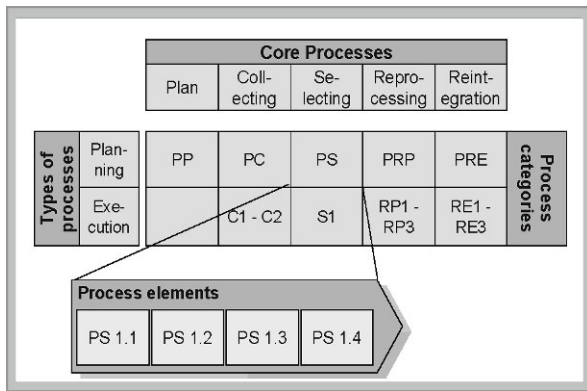 Core Processes
Plan
Coll-
ecting
Se-
lecting
Repro-
cessing
Reint-
egration
Types of
processes
Plan-
ning
PP
PC
PS
PRP
PRE
Process
categories
Exe-
cution
C1 - C2
S1
RP1 -
RP3
RE1 -
RE3
Process elements
PS 1.1
PS 1.2
PS 1.3
PS 1.4